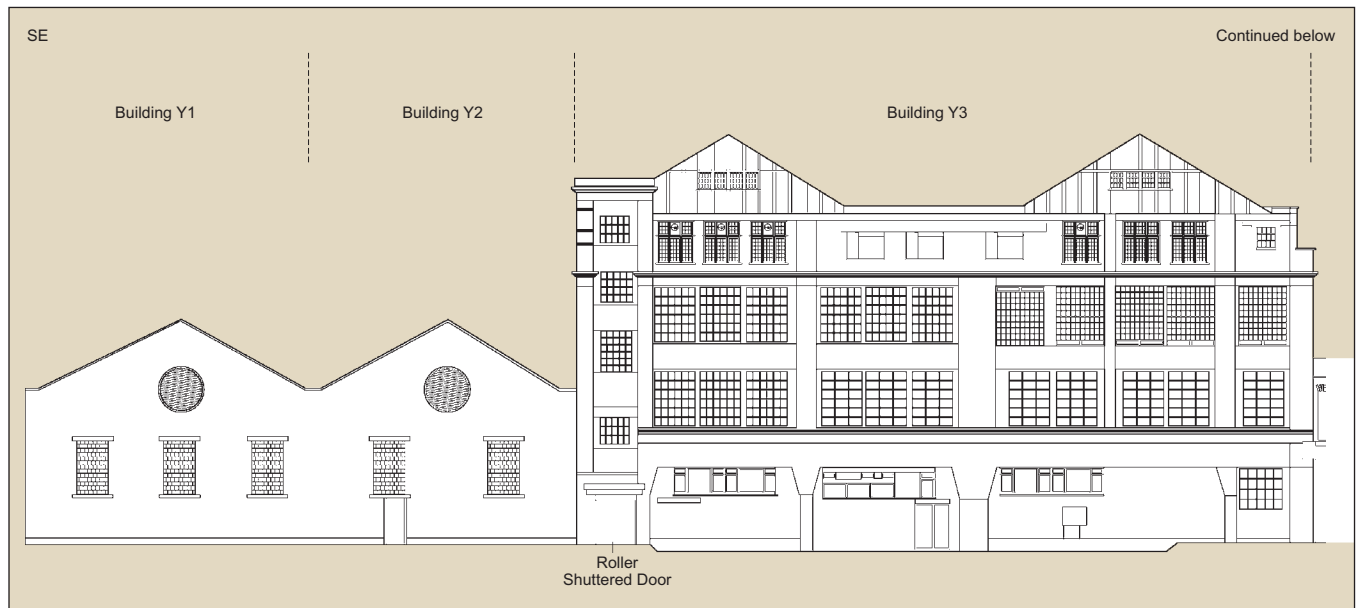 SE
Continued below
Building Y1
Building Y2
Building Y3
Roller
Shuttered Door